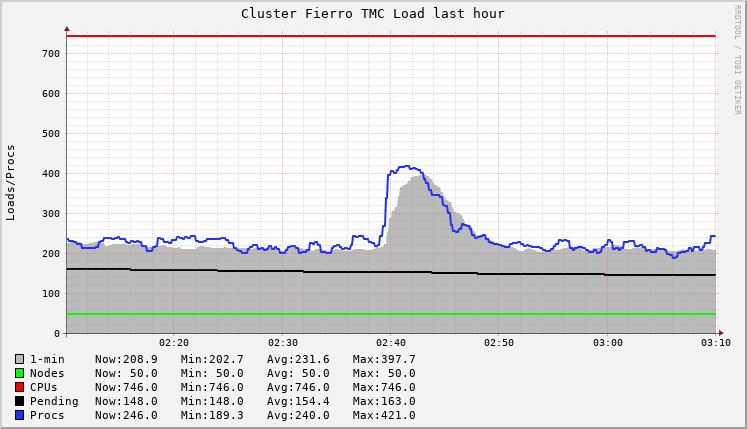 Cluster Fierro TMC Load last hour
RRDTOOL / TOBI OETIKER
Loads/Procs
700
600
500
400
300
200
100
0
02:20 02:30 02:40 02:50 03:00 03:10
1-min Now:208.9 Min:202.7 Avg:231.6 Max:397.7
Nodes Now: 50.0 Min: 50.0 Avg: 50.0 Max: 50.0
CPUs Now:746.0 Min:746.0 Avg:746.0 Max:746.0
Pending Now:148.0 Min:148.0 Avg:154.4 Max:163.0
Procs Now:246.0 Min:189.3 Avg:240.0 Max:421.0